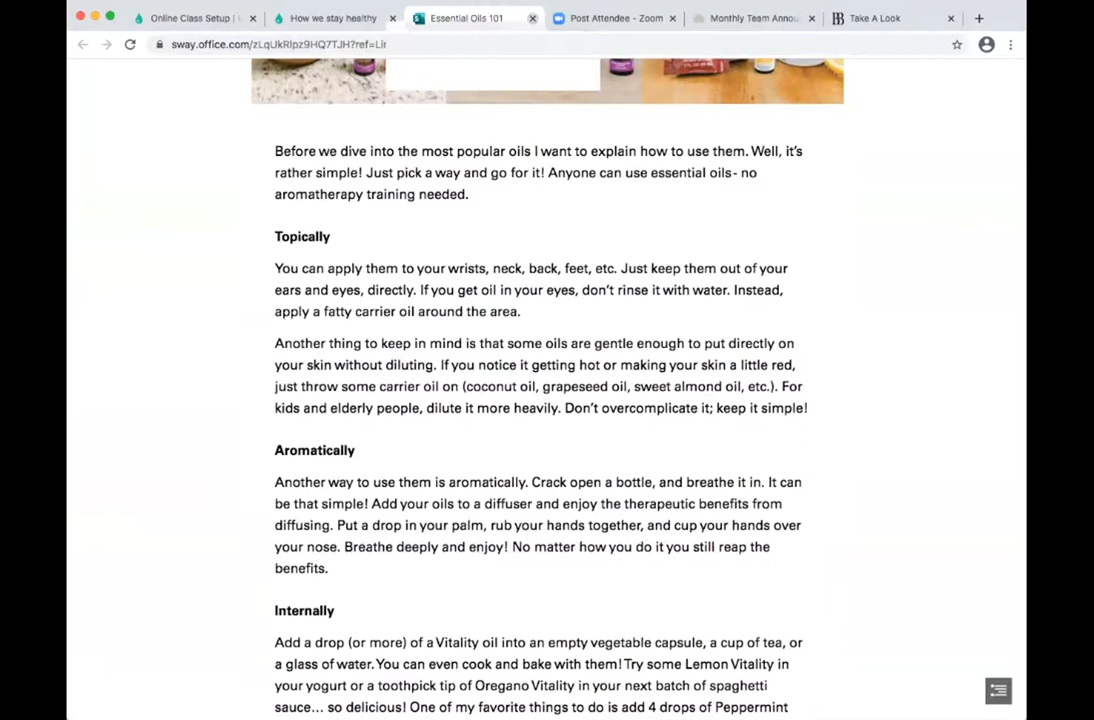 Online Class Setup |
How we stay healthy
Essential Oils 101
Post Attendee - Zoom
Monthly Team Annou
Take A Look
sway.office.com/zLqUkRlpz9HQ7TJH?ref=Lir
Before we dive into the most popular oils I want to explain how to use them. Well, it's
rather simple! Just pick a way and go for it! Anyone can use essential oils- no
aromatherapy training needed.
Topically
You can apply them to your wrists, neck, back, feet, etc. Just keep them out of your
ears and eyes, directly. If you get oil in your eyes, don't rinse it with water. Instead,
apply a fatty carrier oil around the area.
Another thing to keep in mind is that some oils are gentle enough to put directly on
your skin without diluting. If you notice it getting hot or making your skin a little red,
just throw some carrier oil on (coconut oil, grapeseed oil, sweet almond oil, etc.). For
kids and elderly people, dilute it more heavily. Don't overcomplicate it; keep it simple!
Aromatically
Another way to use them is aromatically. Crack open a bottle, and breathe it in. It can
be that simple! Add your oils to a diffuser and enjoy the therapeutic benefits from
diffusing. Put a drop in your palm, rub your hands together, and cup your hands over
your nose. Breathe deeply and enjoy! No matter how you do it you still reap the
benefits.
Internally
Add a drop (or more) of a Vitality oil into an empty vegetable capsule, a cup of tea, or
a glass of water. You can even cook and bake with them! Try some Lemon Vitality in
your yogurt or a toothpick tip of Oregano Vitality in your next batch of spaghetti
sauce... so delicious! One of my favorite things to do is add 4 drops of Peppermint